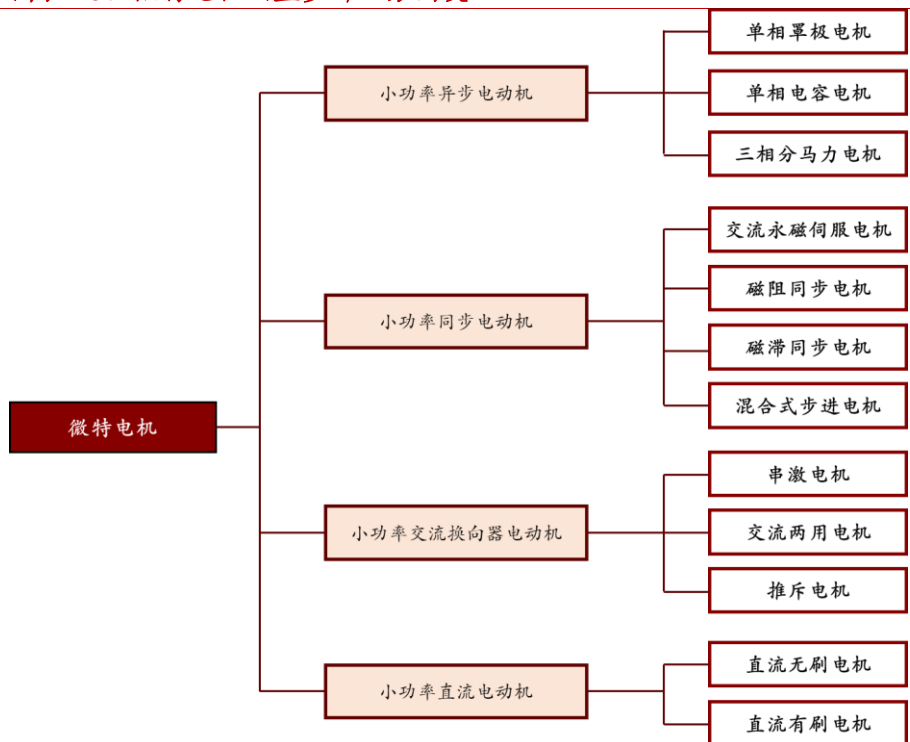 微特电机
小功率异步电动机
单相罩极电机
单相电容电机
三相分马力电机
小功率同步电动机
交流永磁伺服电机
磁阻同步电机
磁滞同步电机
混合式步进电机
小功率交流换向器电动机
串激电机
交流两用电机
推斥电机
小功率直流电动机
直流无刷电机
直流有刷电机